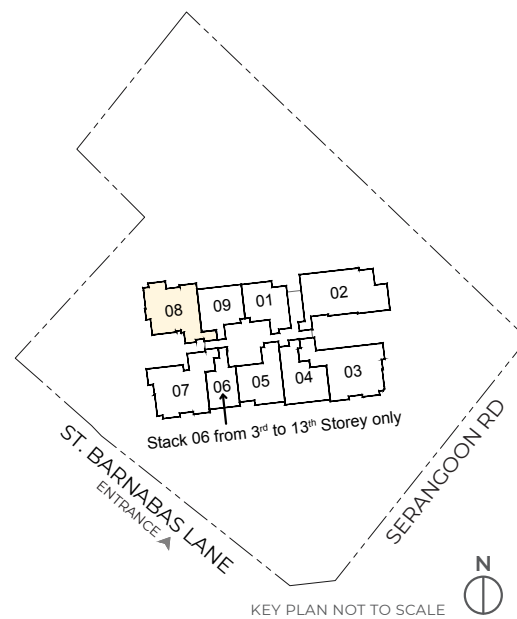 08
09
01
02
07
06
05
04
03
Stack 06 from 3rd to 13th Storey only
ST. BARNABAS LANE
ENTRANCE
SERANGOON RD
N
KEY PLAN NOT TO SCALE